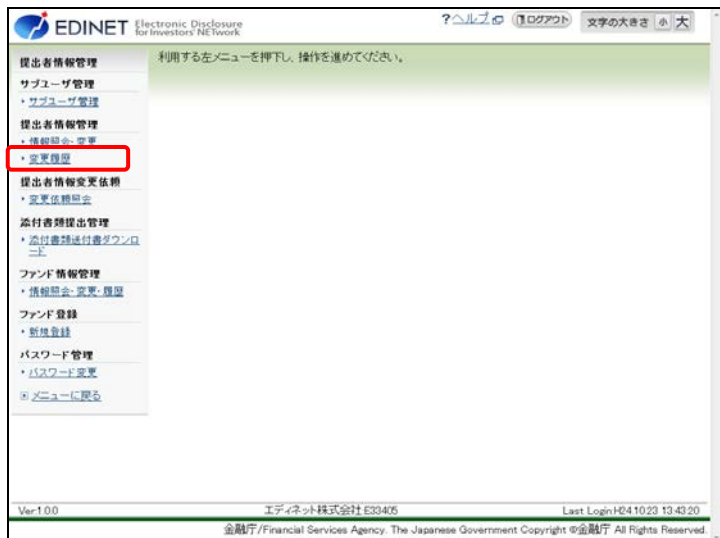 EDINET Electronic Disclosure
for Investors' NETwork
?ヘルプ ログアウト 文字の大きさ 小 大
提出者情報管理
利用する左メニューを押下し、操作を進めてください。
サブユーザ管理
サブユーザ管理
提出者情報管理
情報照会・変更
変更履歴
提出者情報変更依頼
変更依頼照会
添付書類提出管理
添付書類送付書ダウンロ
ード
ファンド情報管理
情報照会・変更・履歴
ファンド登録
新規登録
パスワード管理
パスワード変更
メニューに戻る
Ver.1.0.0 エディネット株式会社 E33405 Last Login:H24.10.23 13:43:20
金融庁/Financial Services Agency. The Japanese Government Copyright ©金融庁 All Rights Reserved.